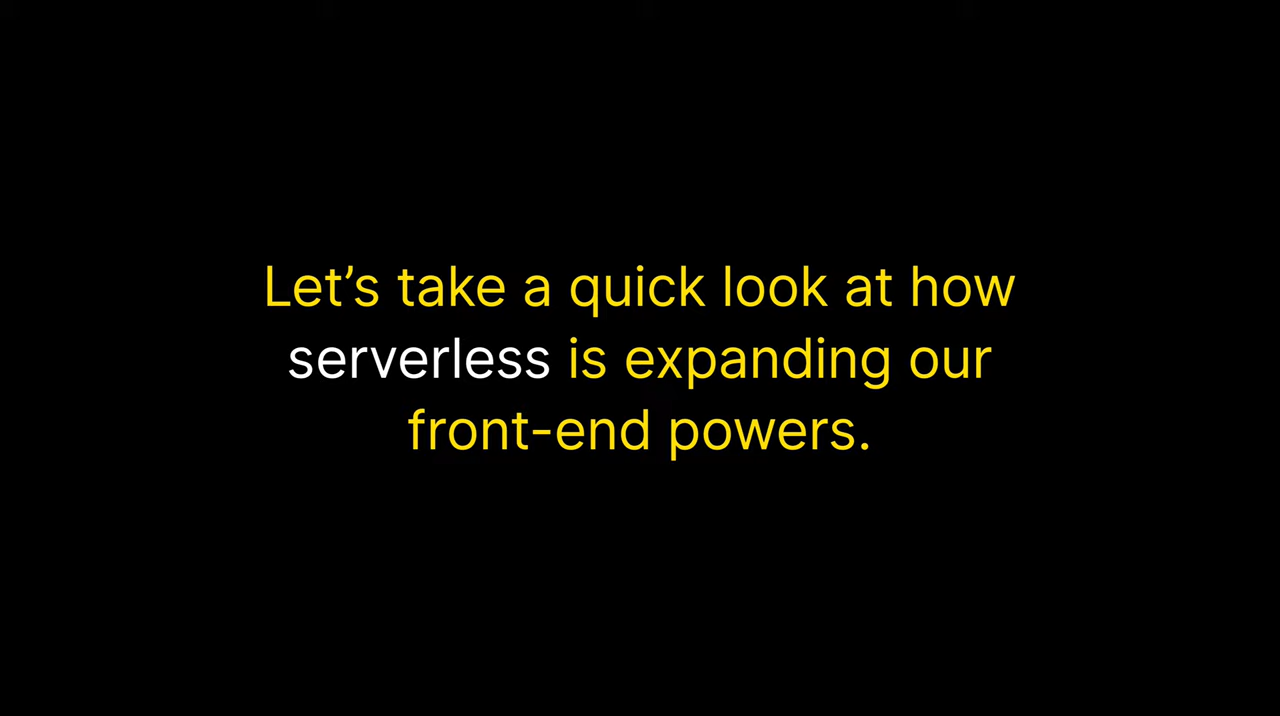 Let’s take a quick look at how
serverless is expanding our
front-end powers.